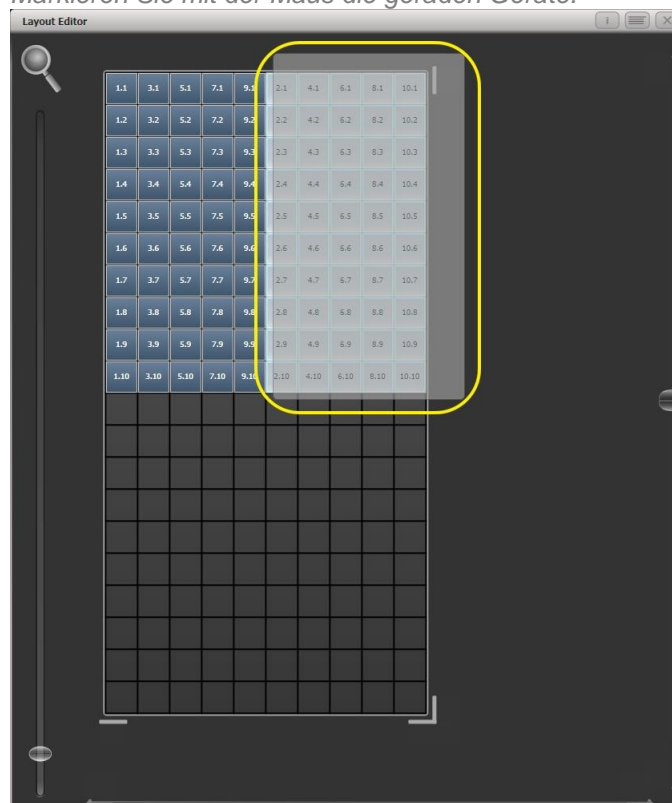 Markieren Sie mit der Maus die geraden Geräte.
Layout Editor
1.1 3.1 5.1 7.1 9.1 2.1 4.1 6.1 8.1 10.1
1.2 3.2 5.2 7.2 9.2 2.2 4.2 6.2 8.2 10.2
1.3 3.3 5.3 7.3 9.3 2.3 4.3 6.3 8.3 10.3
1.4 3.4 5.4 7.4 9.4 2.4 4.4 6.4 8.4 10.4
1.5 3.5 5.5 7.5 9.5 2.5 4.5 6.5 8.5 10.5
1.6 3.6 5.6 7.6 9.6 2.6 4.6 6.6 8.6 10.6
1.7 3.7 5.7 7.7 9.7 2.7 4.7 6.7 8.7 10.7
1.8 3.8 5.8 7.8 9.8 2.8 4.8 6.8 8.8 10.8
1.9 3.9 5.9 7.9 9.9 2.9 4.9 6.9 8.9 10.9
1.10 3.10 5.10 7.10 9.10 2.10 4.10 6.10 8.10 10.10